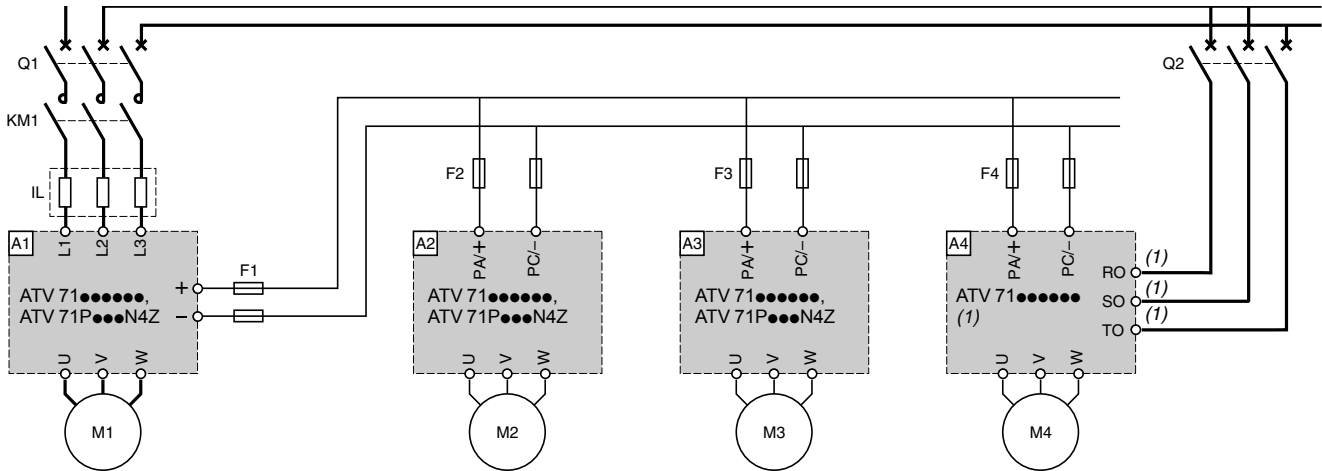 Q1
Q2
KM1
IL
F2
F3
F4
A1
L1 L2 L3
F1
+
−
ATV 71●●●●●●,
ATV 71P●●●N4Z
U V W
M1
A2
PA/+ PC/−
ATV 71●●●●●●,
ATV 71P●●●N4Z
U V W
M2
A3
PA/+ PC/−
ATV 71●●●●●●,
ATV 71P●●●N4Z
U V W
M3
A4
PA/+ PC/−
RO (1)
SO (1)
TO (1)
ATV 71●●●●●●
(1)
U V W
M4